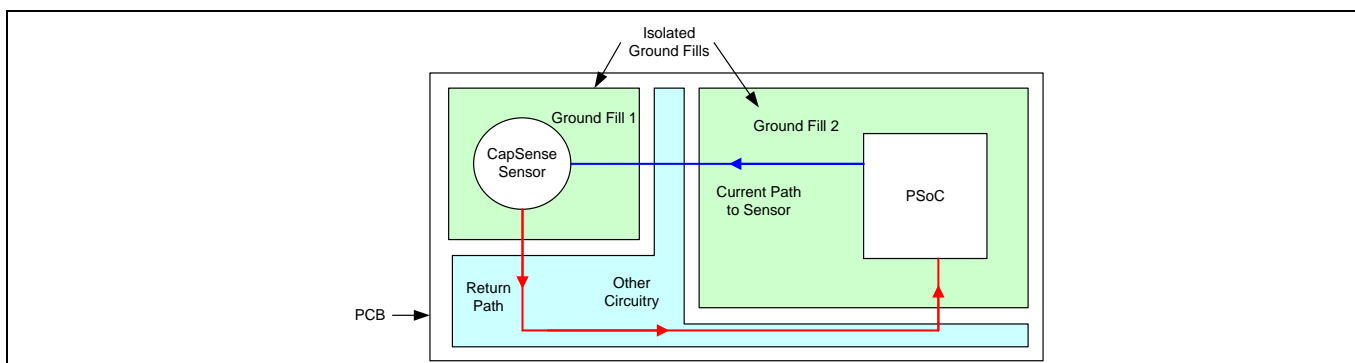 Isolated
Ground Fills
Ground Fill 1
Ground Fill 2
CapSense
Sensor
Current Path
to Sensor
PSoC
Return
Path
Other
Circuitry
PCB